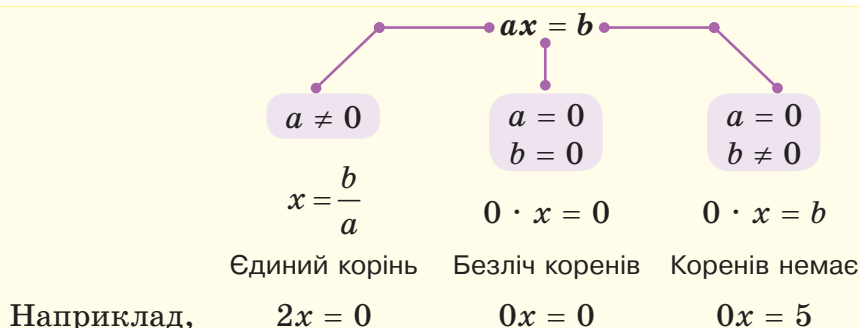 ax = b
a ≠ 0 a = 0 a = 0
b = 0 b ≠ 0
x = b/a 0 · x = 0 0 · x = b
Єдиний корінь Безліч коренів Коренів немає
Наприклад, 2x = 0 0x = 0 0x = 5